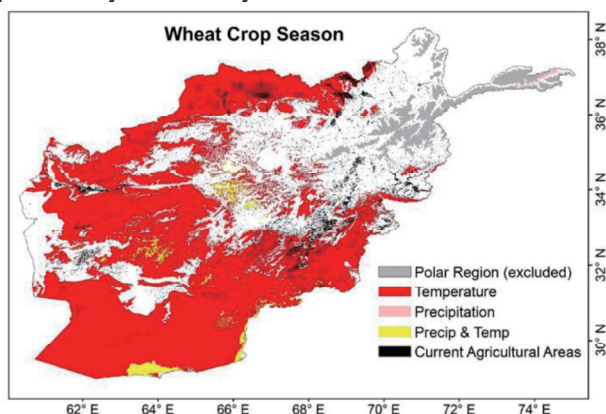 Wheat Crop Season
38° N
36° N
34° N
32° N
30° N
Polar Region (excluded)
Temperature
Precipitation
Precip & Temp
Current Agricultural Areas
62° E
64° E
66° E
68° E
70° E
72° E
74° E